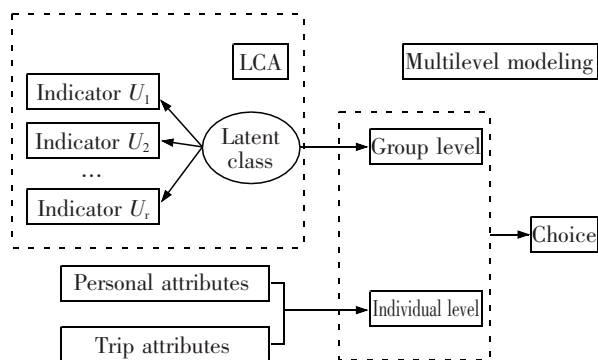 LCA
Multilevel modeling
Indicator U1
Indicator U2
...
Indicator Ur
Latent
class
Group level
Choice
Personal attributes
Individual level
Trip attributes